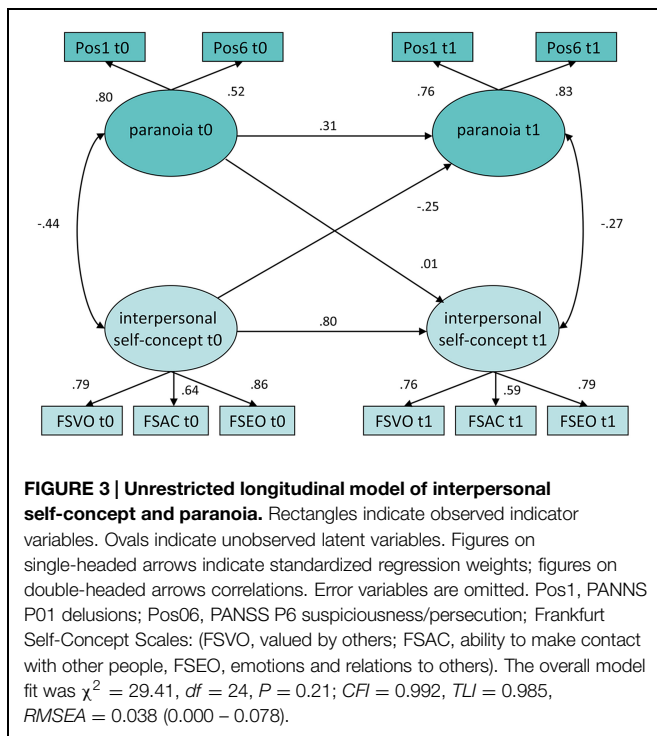 Pos1 t0
Pos6 t0
Pos1 t1
Pos6 t1
.80
.52
.76
.83
paranoia t0
.31
paranoia t1
-.44
-.25
-.27
.01
interpersonal
self-concept t0
.80
interpersonal
self-concept t1
.79
.64
.86
.76
.59
.79
FSVO t0
FSAC t0
FSEO t0
FSVO t1
FSAC t1
FSEO t1
FIGURE 3 | Unrestricted longitudinal model of interpersonal
self-concept and paranoia. Rectangles indicate observed indicator
variables. Ovals indicate unobserved latent variables. Figures on
single-headed arrows indicate standardized regression weights; figures on
double-headed arrows correlations. Error variables are omitted. Pos1, PANNS
P01 delusions; Pos06, PANSS P6 suspiciousness/persecution; Frankfurt
Self-Concept Scales: (FSVO, valued by others; FSAC, ability to make contact
with other people, FSEO, emotions and relations to others). The overall model
fit was χ² = 29.41, df = 24, P = 0.21; CFI = 0.992, TLI = 0.985,
RMSEA = 0.038 (0.000 – 0.078).